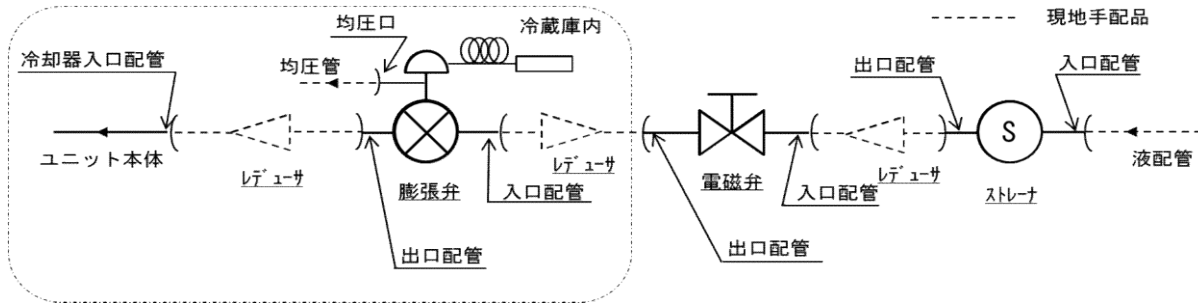 現地手配品
均圧口
冷蔵庫内
冷却器入口配管
均圧管
出口配管
入口配管
S
ユニット本体
液配管
ﾚﾃﾞｭｰｻ
膨張弁
ﾚﾃﾞｭｰｻ
入口配管
電磁弁
入口配管
ﾚﾃﾞｭｰｻ
ｽﾄﾚｰﾅ
出口配管
出口配管